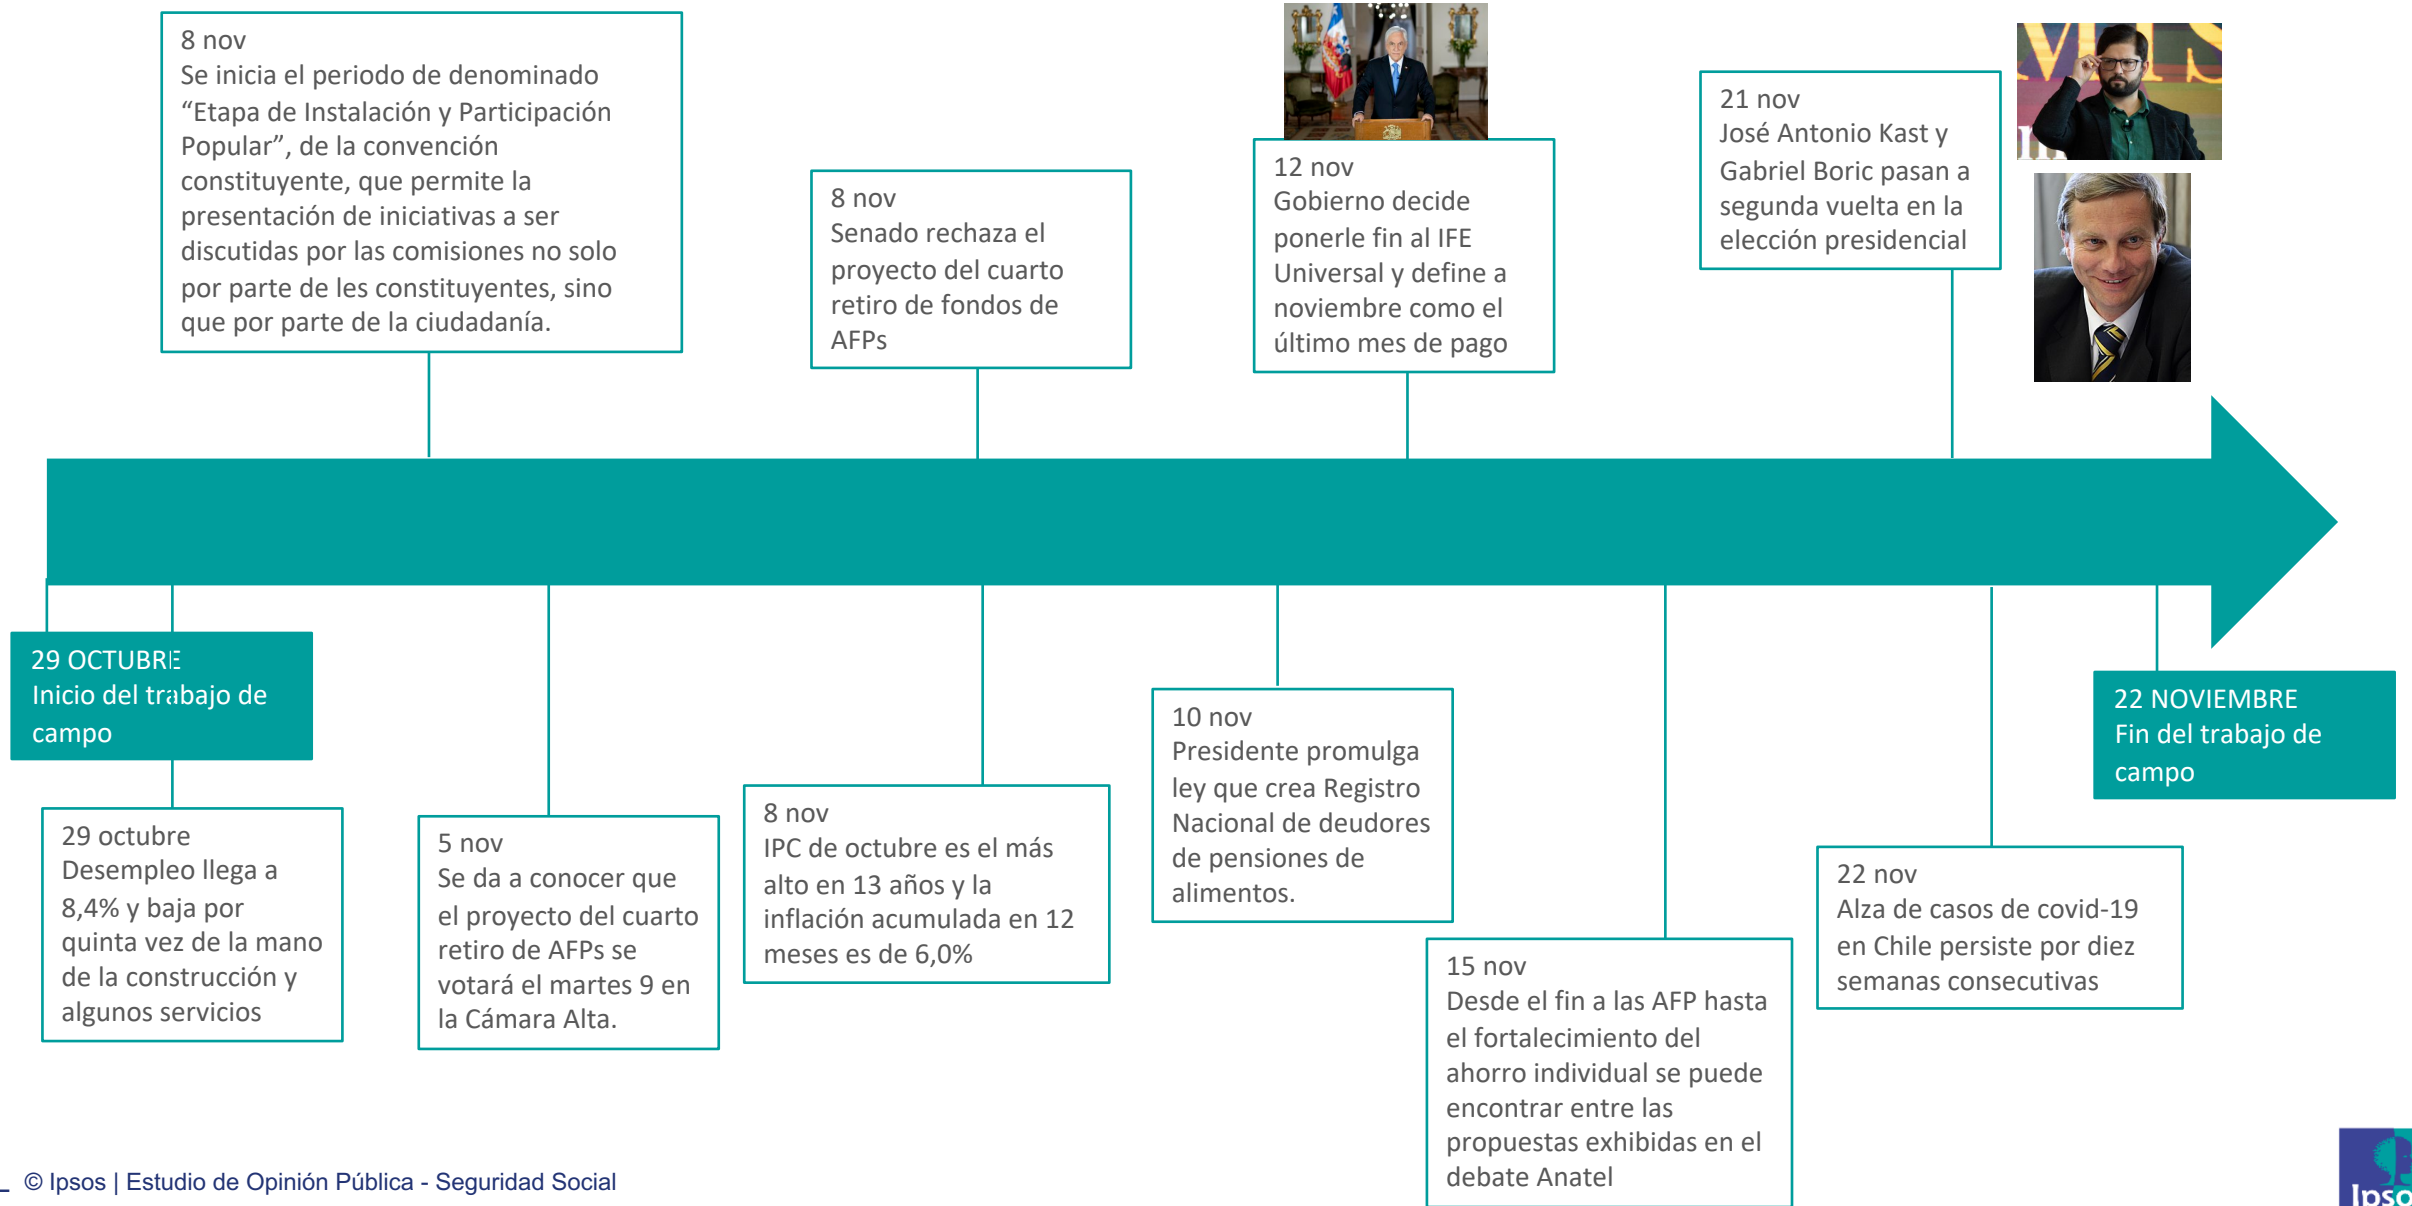 8 nov
Se inicia el periodo de denominado
“Etapa de Instalación y Participación
Popular”, de la convención
constituyente, que permite la
presentación de iniciativas a ser
discutidas por las comisiones no solo
por parte de les constituyentes, sino
que por parte de la ciudadanía.
8 nov
Senado rechaza el
proyecto del cuarto
retiro de fondos de
AFPs
12 nov
Gobierno decide
ponerle fin al IFE
Universal y define a
noviembre como el
último mes de pago
21 nov
José Antonio Kast y
Gabriel Boric pasan a
segunda vuelta en la
elección presidencial
29 OCTUBRE
Inicio del trabajo de
campo
29 octubre
Desempleo llega a
8,4% y baja por
quinta vez de la mano
de la construcción y
algunos servicios
5 nov
Se da a conocer que
el proyecto del cuarto
retiro de AFPs se
votará el martes 9 en
la Cámara Alta.
8 nov
IPC de octubre es el más
alto en 13 años y la
inflación acumulada en 12
meses es de 6,0%
10 nov
Presidente promulga
ley que crea Registro
Nacional de deudores
de pensiones de
alimentos.
15 nov
Desde el fin a las AFP hasta
el fortalecimiento del
ahorro individual se puede
encontrar entre las
propuestas exhibidas en el
debate Anatel
22 nov
Alza de casos de covid-19
en Chile persiste por diez
semanas consecutivas
22 NOVIEMBRE
Fin del trabajo de
campo
© Ipsos | Estudio de Opinión Pública - Seguridad Social